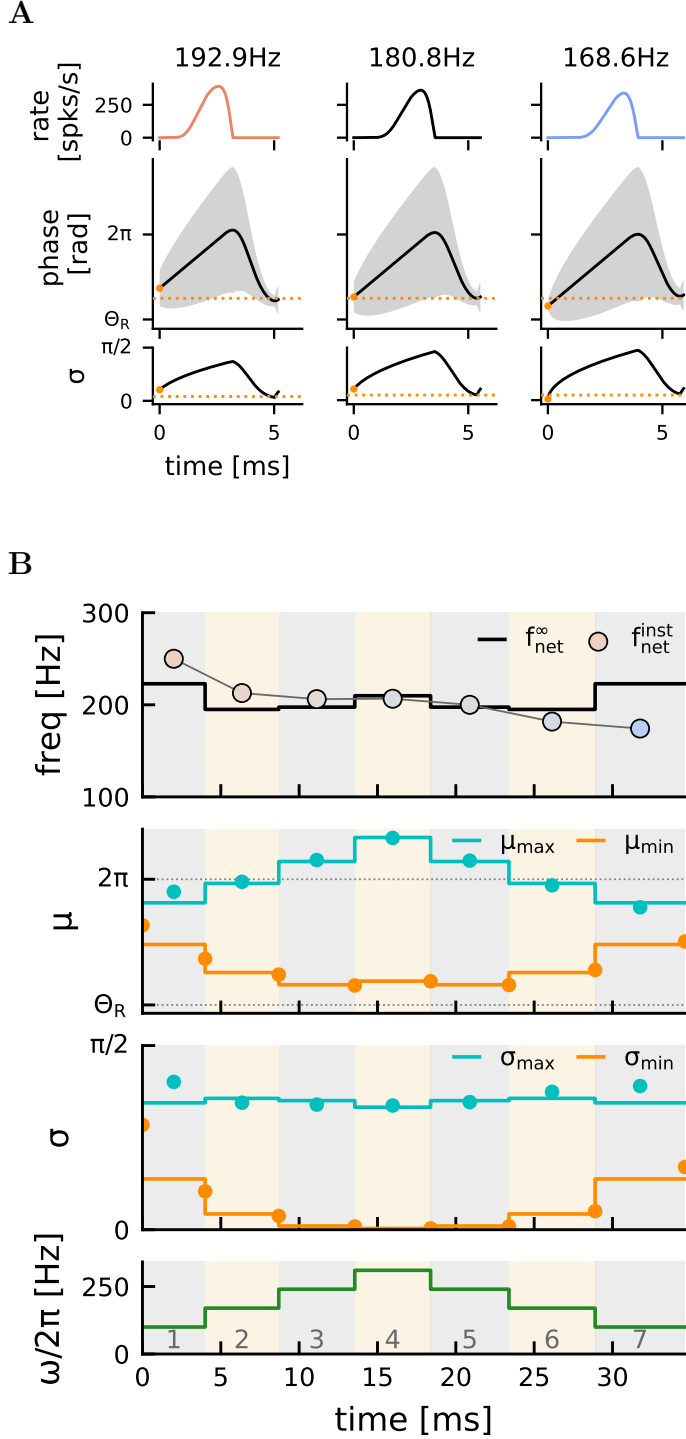 A
192.9Hz 180.8Hz 168.6Hz
rate [spks/s]
250
0
phase [rad]
2π
Θ_R
σ
π/2
0
0 5 0 5 0 5
time [ms]
B
freq [Hz]
300
200
100
f_net^∞ f_net^inst
μ
2π
Θ_R
μ_max μ_min
σ
π/2
0
σ_max σ_min
ω/2π [Hz]
250
0
1 2 3 4 5 6 7
0 5 10 15 20 25 30
time [ms]